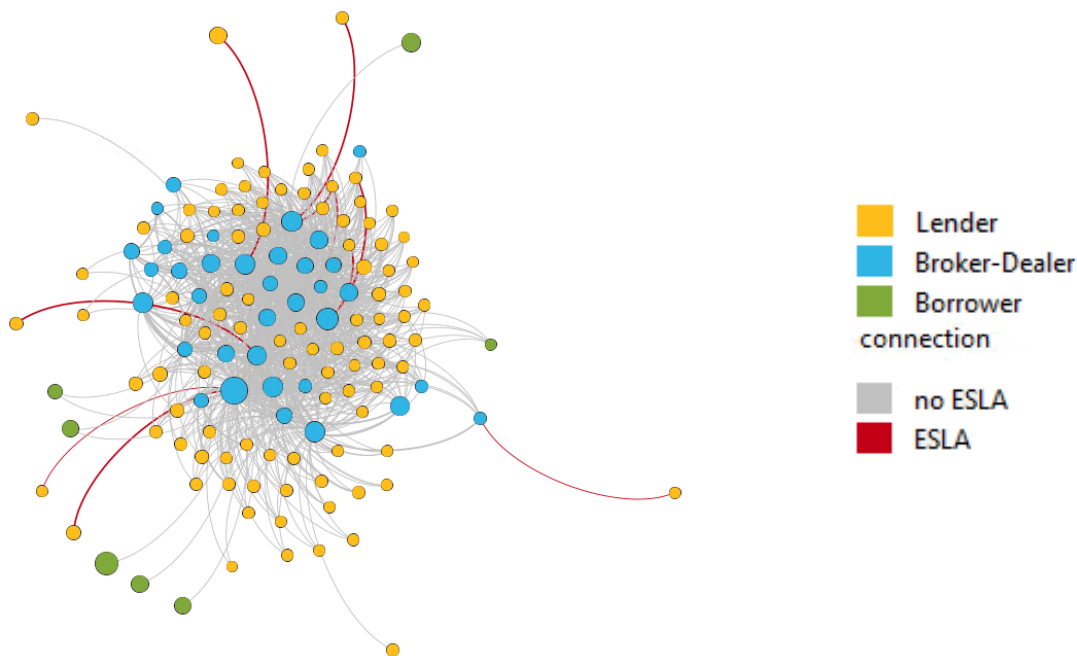 Lender
Broker-Dealer
Borrower
connection
no ESLA
ESLA